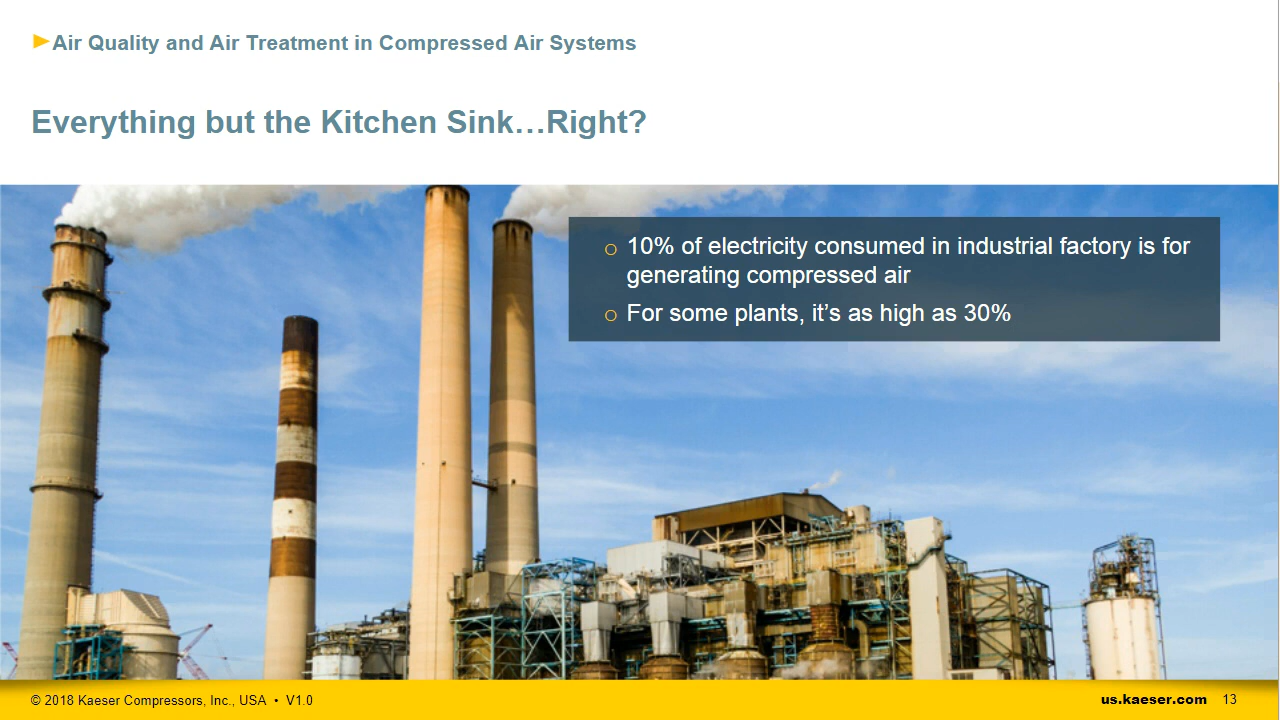 Air Quality and Air Treatment in Compressed Air Systems
Everything but the Kitchen Sink…Right?
o 10% of electricity consumed in industrial factory is for
generating compressed air
o For some plants, it’s as high as 30%
© 2018 Kaeser Compressors, Inc., USA • V1.0
us.kaeser.com 13